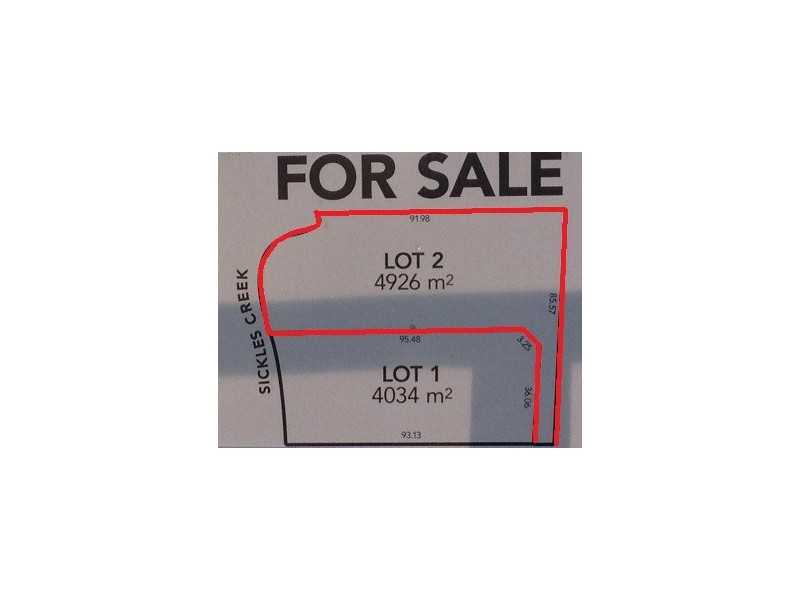 FOR SALE
91.98
LOT 2
4926 m²
85.57
SICKLES CREEK
95.48
3.25
LOT 1
4034 m²
36.06
93.13